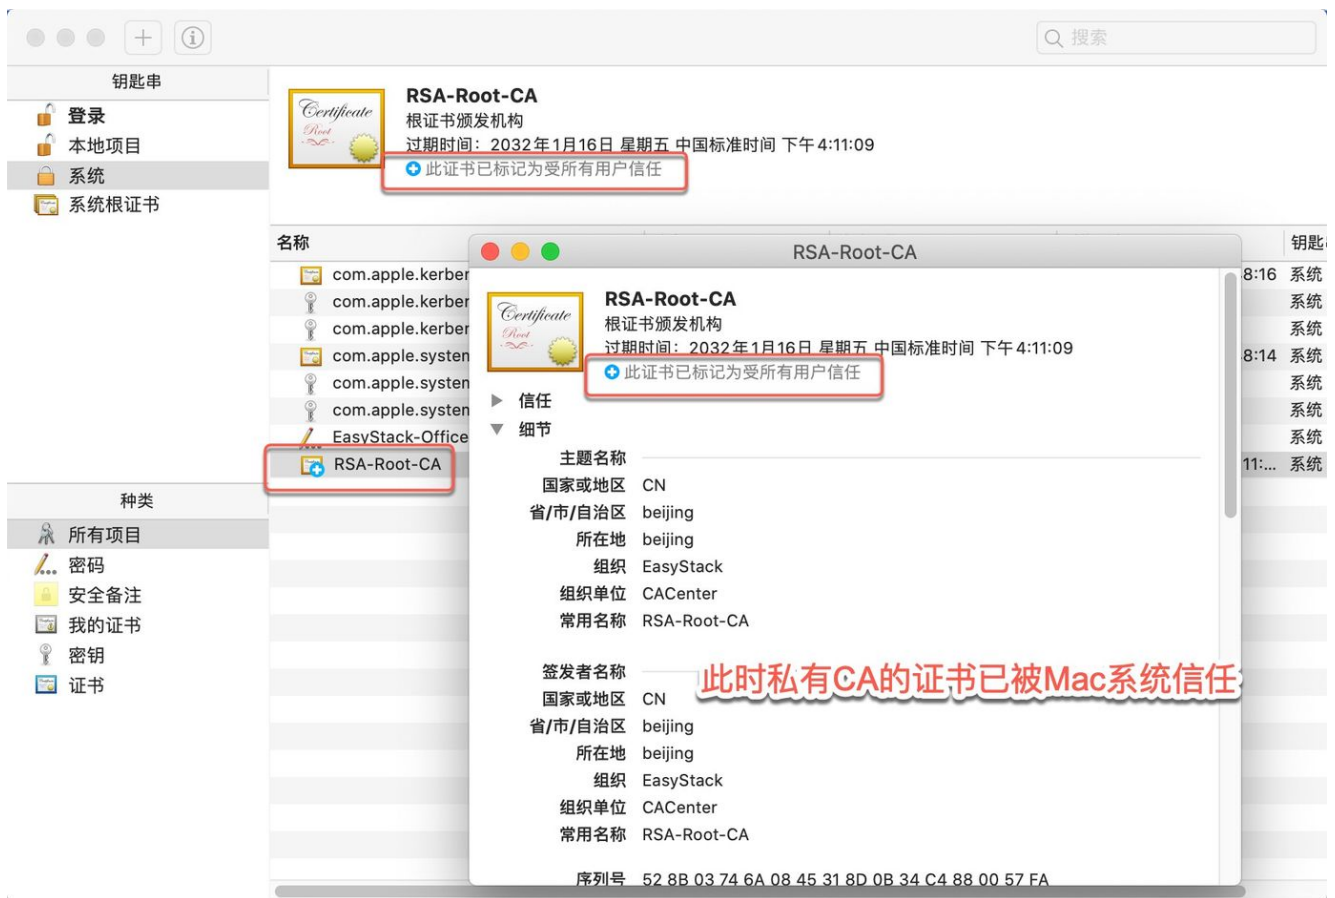 搜索
钥匙串
登录
本地项目
系统
系统根证书
Certificate
Root
RSA-Root-CA
根证书颁发机构
过期时间：2032年1月16日 星期五 中国标准时间 下午4:11:09
此证书已标记为受所有用户信任
名称
钥匙
com.apple.kerber
8:16 系统
com.apple.kerber
系统
com.apple.kerber
系统
com.apple.system
8:14 系统
com.apple.system
系统
com.apple.system
系统
EasyStack-Office
系统
RSA-Root-CA
11:... 系统
种类
所有项目
密码
安全备注
我的证书
密钥
证书
RSA-Root-CA
Certificate
Root
RSA-Root-CA
根证书颁发机构
过期时间：2032年1月16日 星期五 中国标准时间 下午4:11:09
此证书已标记为受所有用户信任
信任
细节
主题名称
国家或地区 CN
省/市/自治区 beijing
所在地 beijing
组织 EasyStack
组织单位 CACenter
常用名称 RSA-Root-CA
签发者名称
此时私有CA的证书已被Mac系统信任
国家或地区 CN
省/市/自治区 beijing
所在地 beijing
组织 EasyStack
组织单位 CACenter
常用名称 RSA-Root-CA
序列号 52 8B 03 74 6A 08 45 31 8D 0B 34 C4 88 00 57 FA